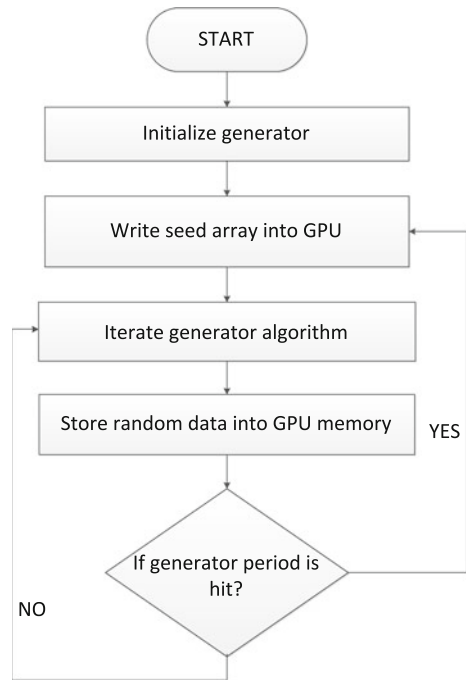 START
Initialize generator
Write seed array into GPU
Iterate generator algorithm
Store random data into GPU memory
YES
If generator period is
hit?
NO